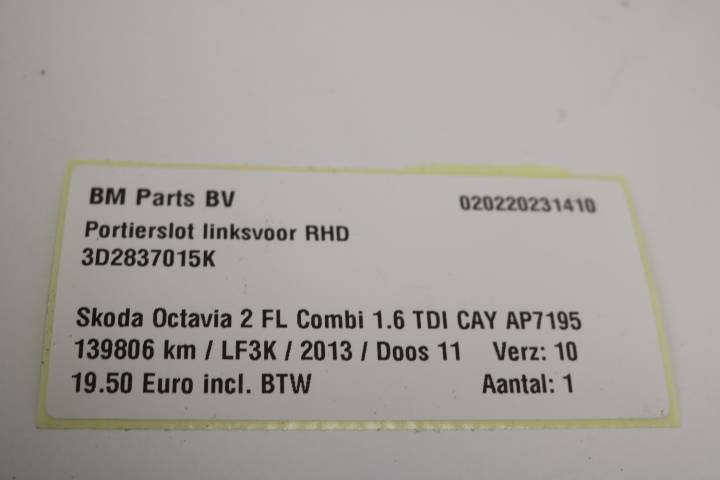 BM Parts BV 020220231410
Portierslot linksvoor RHD
3D2837015K
Skoda Octavia 2 FL Combi 1.6 TDI CAY AP7195
139806 km / LF3K / 2013 / Doos 11 Verz: 10
19.50 Euro incl. BTW Aantal: 1